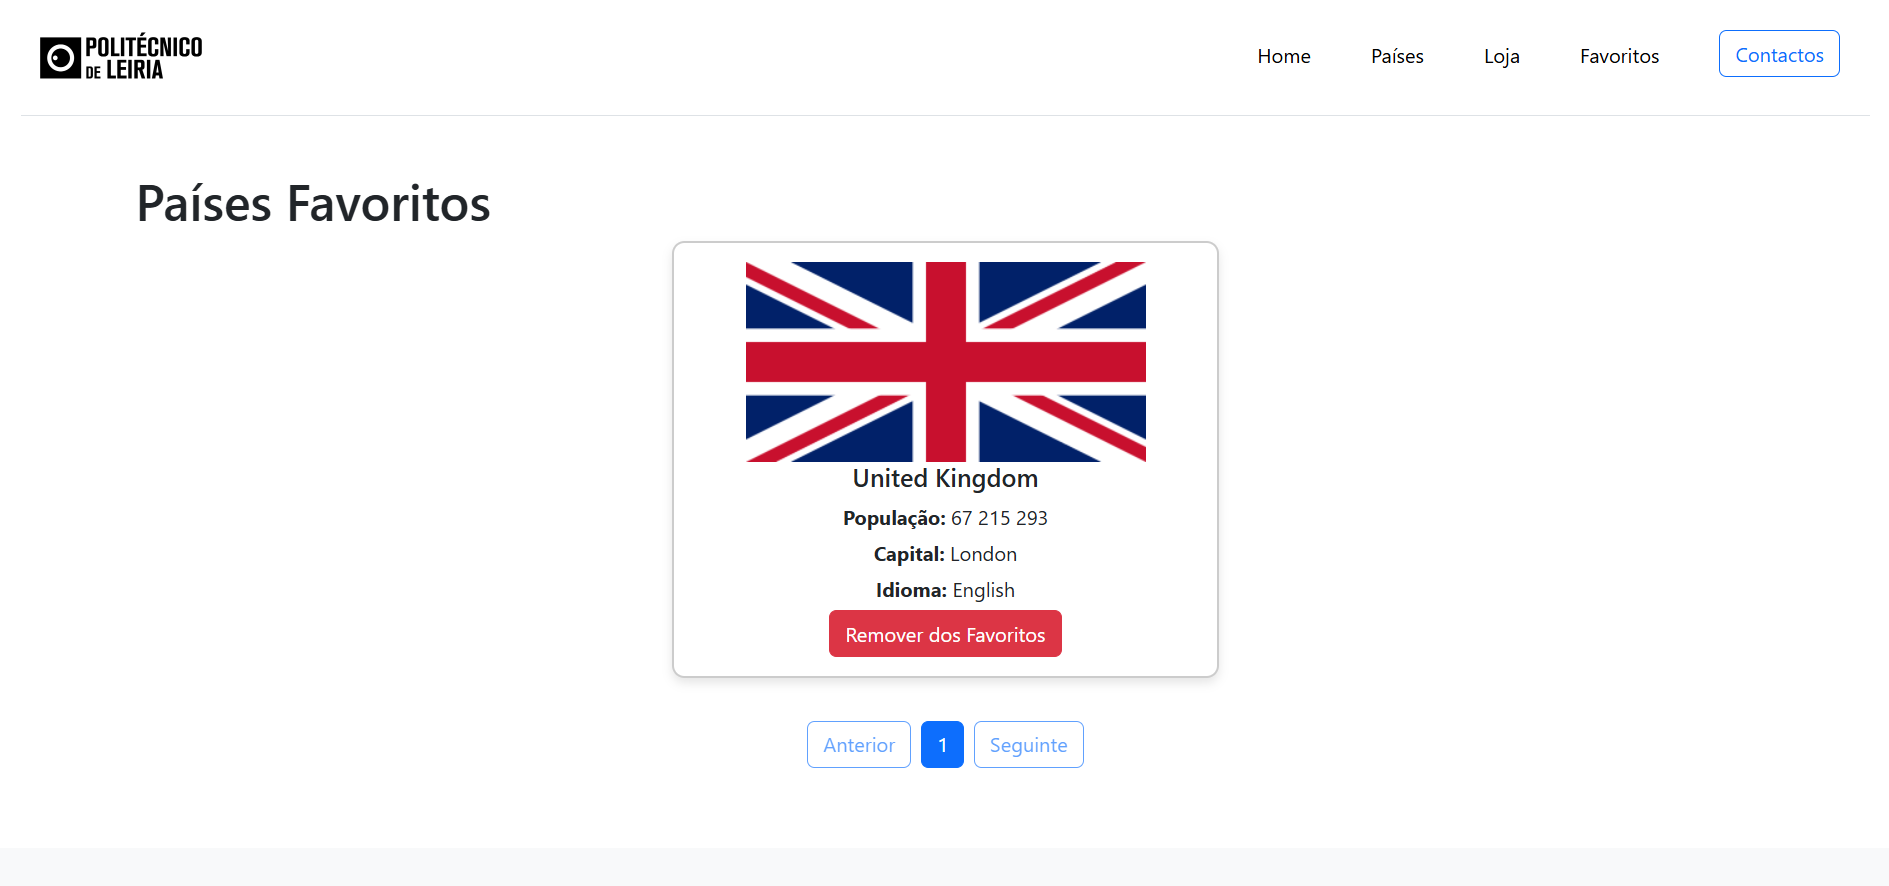 POLITÉCNICO
DE LEIRIA
Home Países Loja Favoritos Contactos
Países Favoritos
United Kingdom
População: 67 215 293
Capital: London
Idioma: English
Remover dos Favoritos
Anterior 1 Seguinte